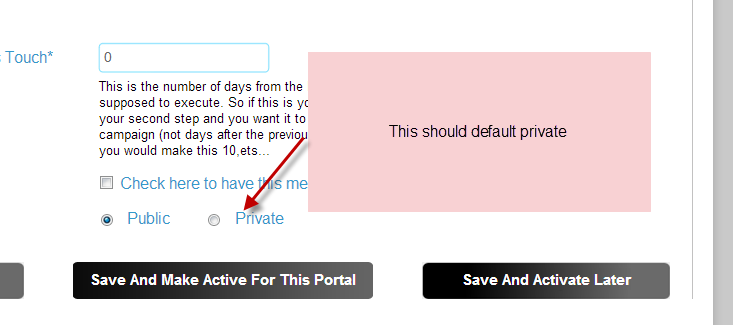 s Touch*
0
This is the number of days from the
supposed to execute. So if this is yo
your second step and you want it to
campaign (not days after the previou
you would make this 10,ets...
This should default private
Check here to have this me
Public Private
Save And Make Active For This Portal Save And Activate Later